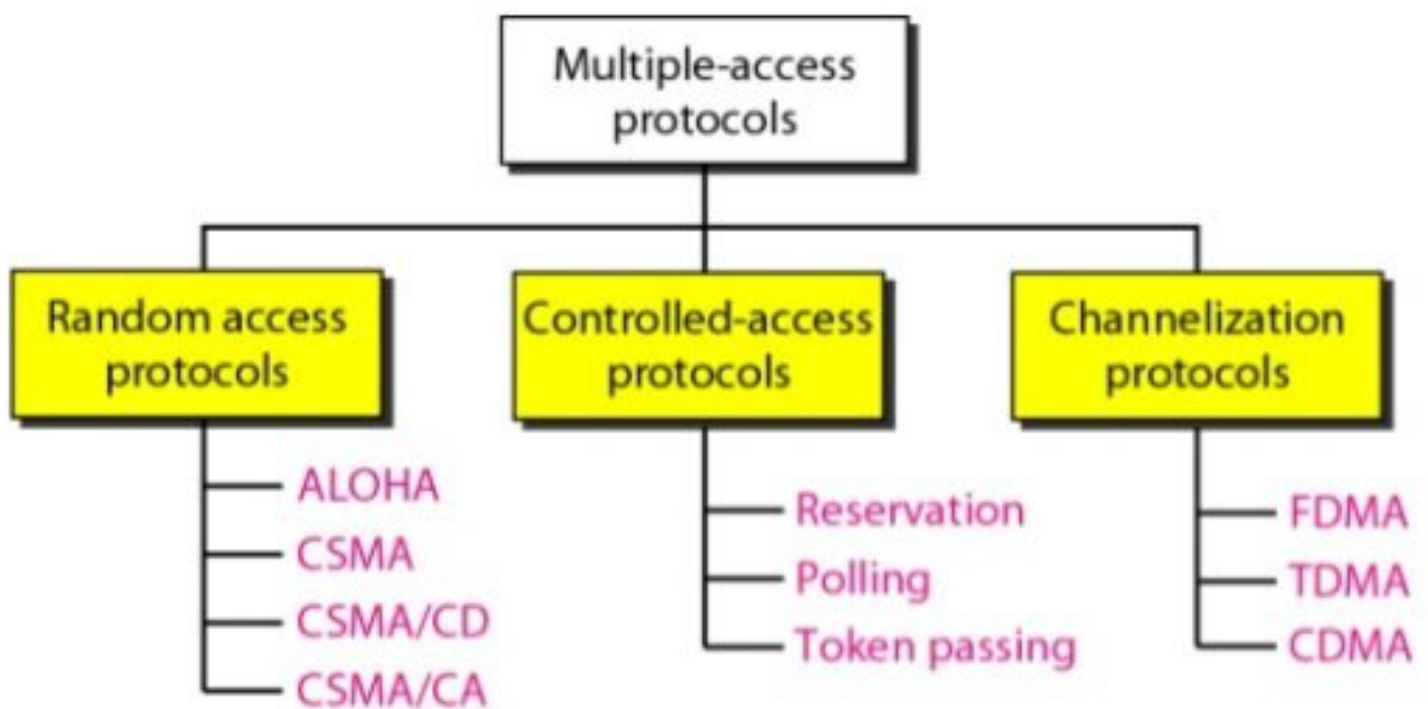 Multiple-access
protocols
Random access
protocols
Controlled-access
protocols
Channelization
protocols
ALOHA
CSMA
CSMA/CD
CSMA/CA
Reservation
Polling
Token passing
FDMA
TDMA
CDMA